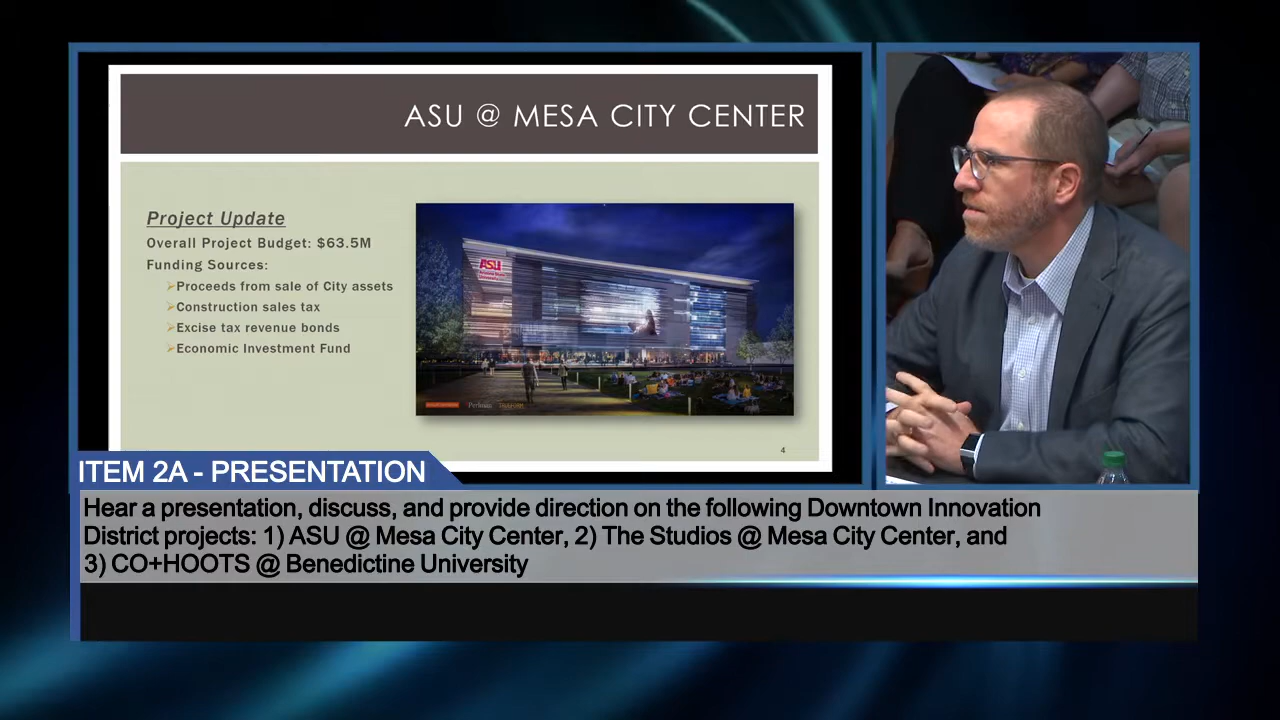 ASU @ MESA CITY CENTER
Project Update
Overall Project Budget: $63.5M
Funding Sources:
➢Proceeds from sale of City assets
➢Construction sales tax
➢Excise tax revenue bonds
➢Economic Investment Fund
ASU
Perlman
4
ITEM 2A - PRESENTATION
Hear a presentation, discuss, and provide direction on the following Downtown Innovation
District projects: 1) ASU @ Mesa City Center, 2) The Studios @ Mesa City Center, and
3) CO+HOOTS @ Benedictine University